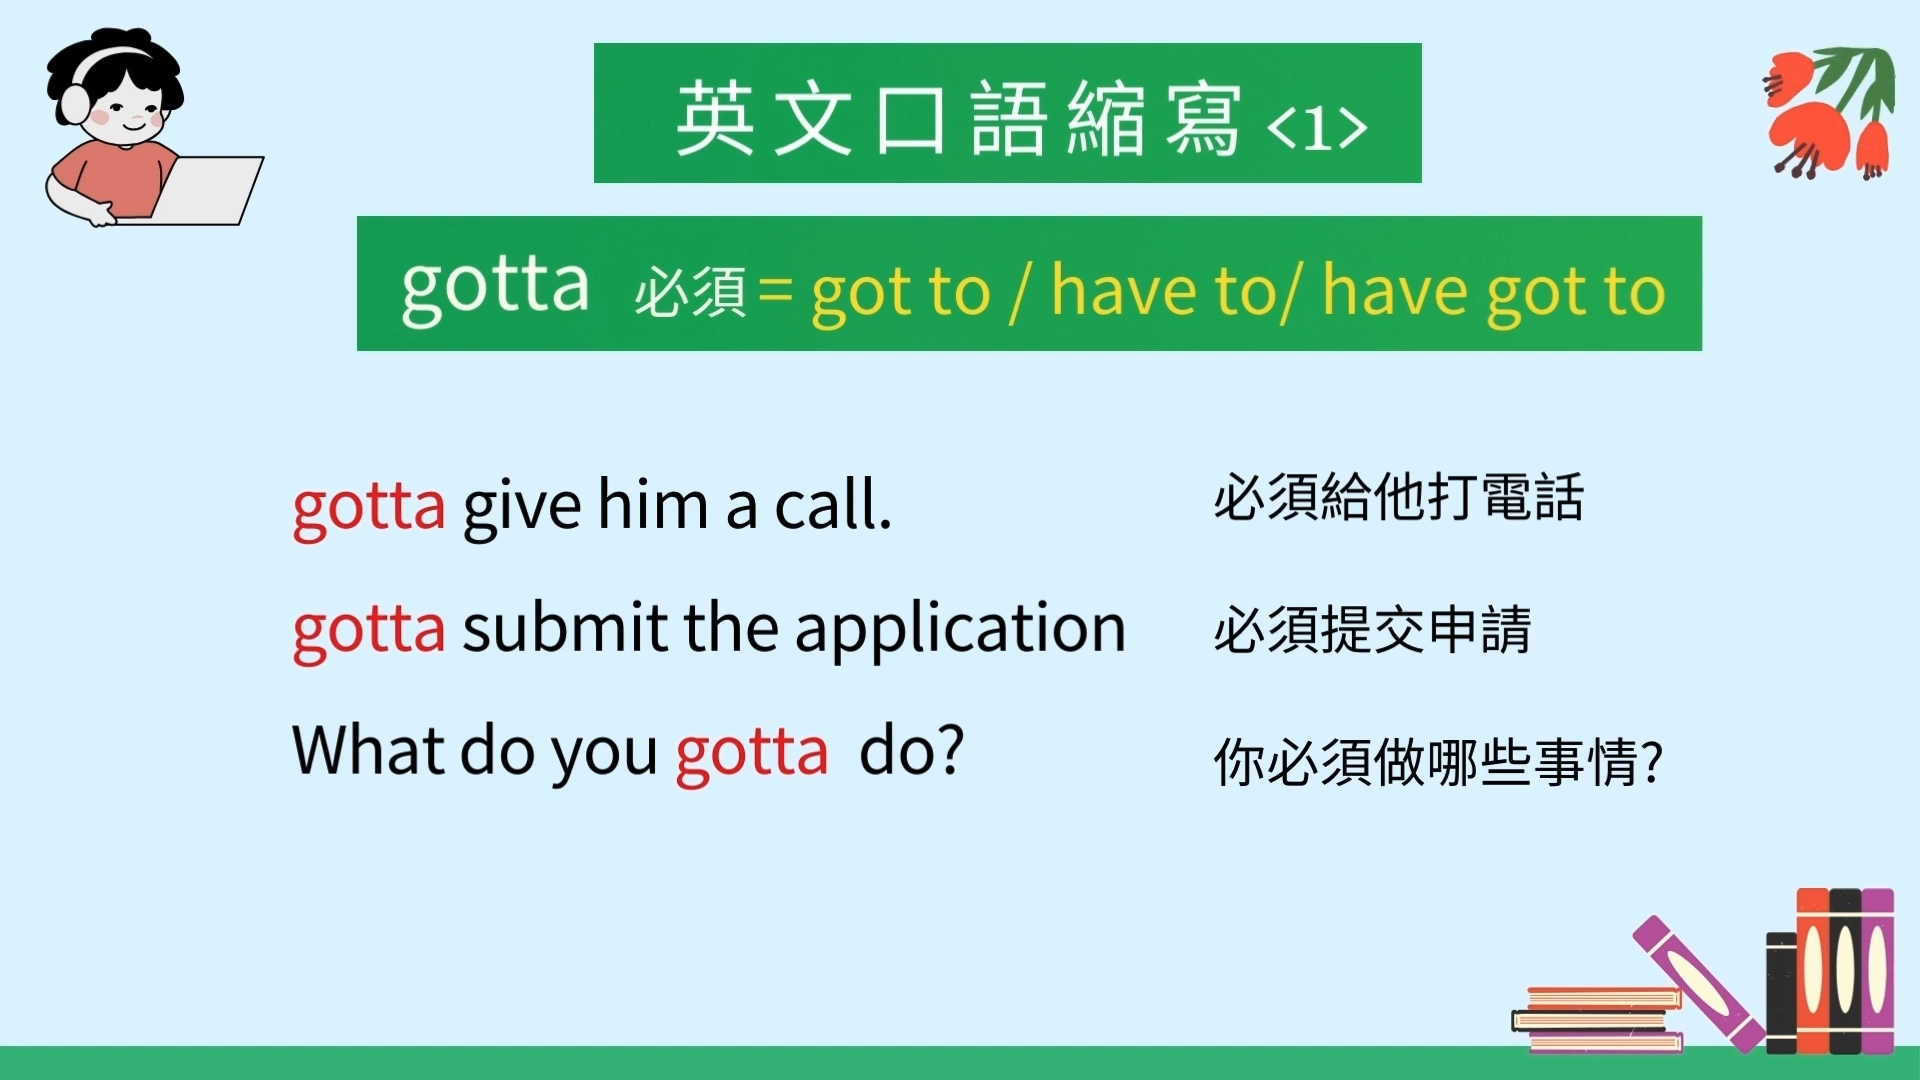 英文口語縮寫<1>
gotta 必須= got to / have to/ have got to
gotta give him a call. 必須給他打電話
gotta submit the application 必須提交申請
What do you gotta do? 你必須做哪些事情?